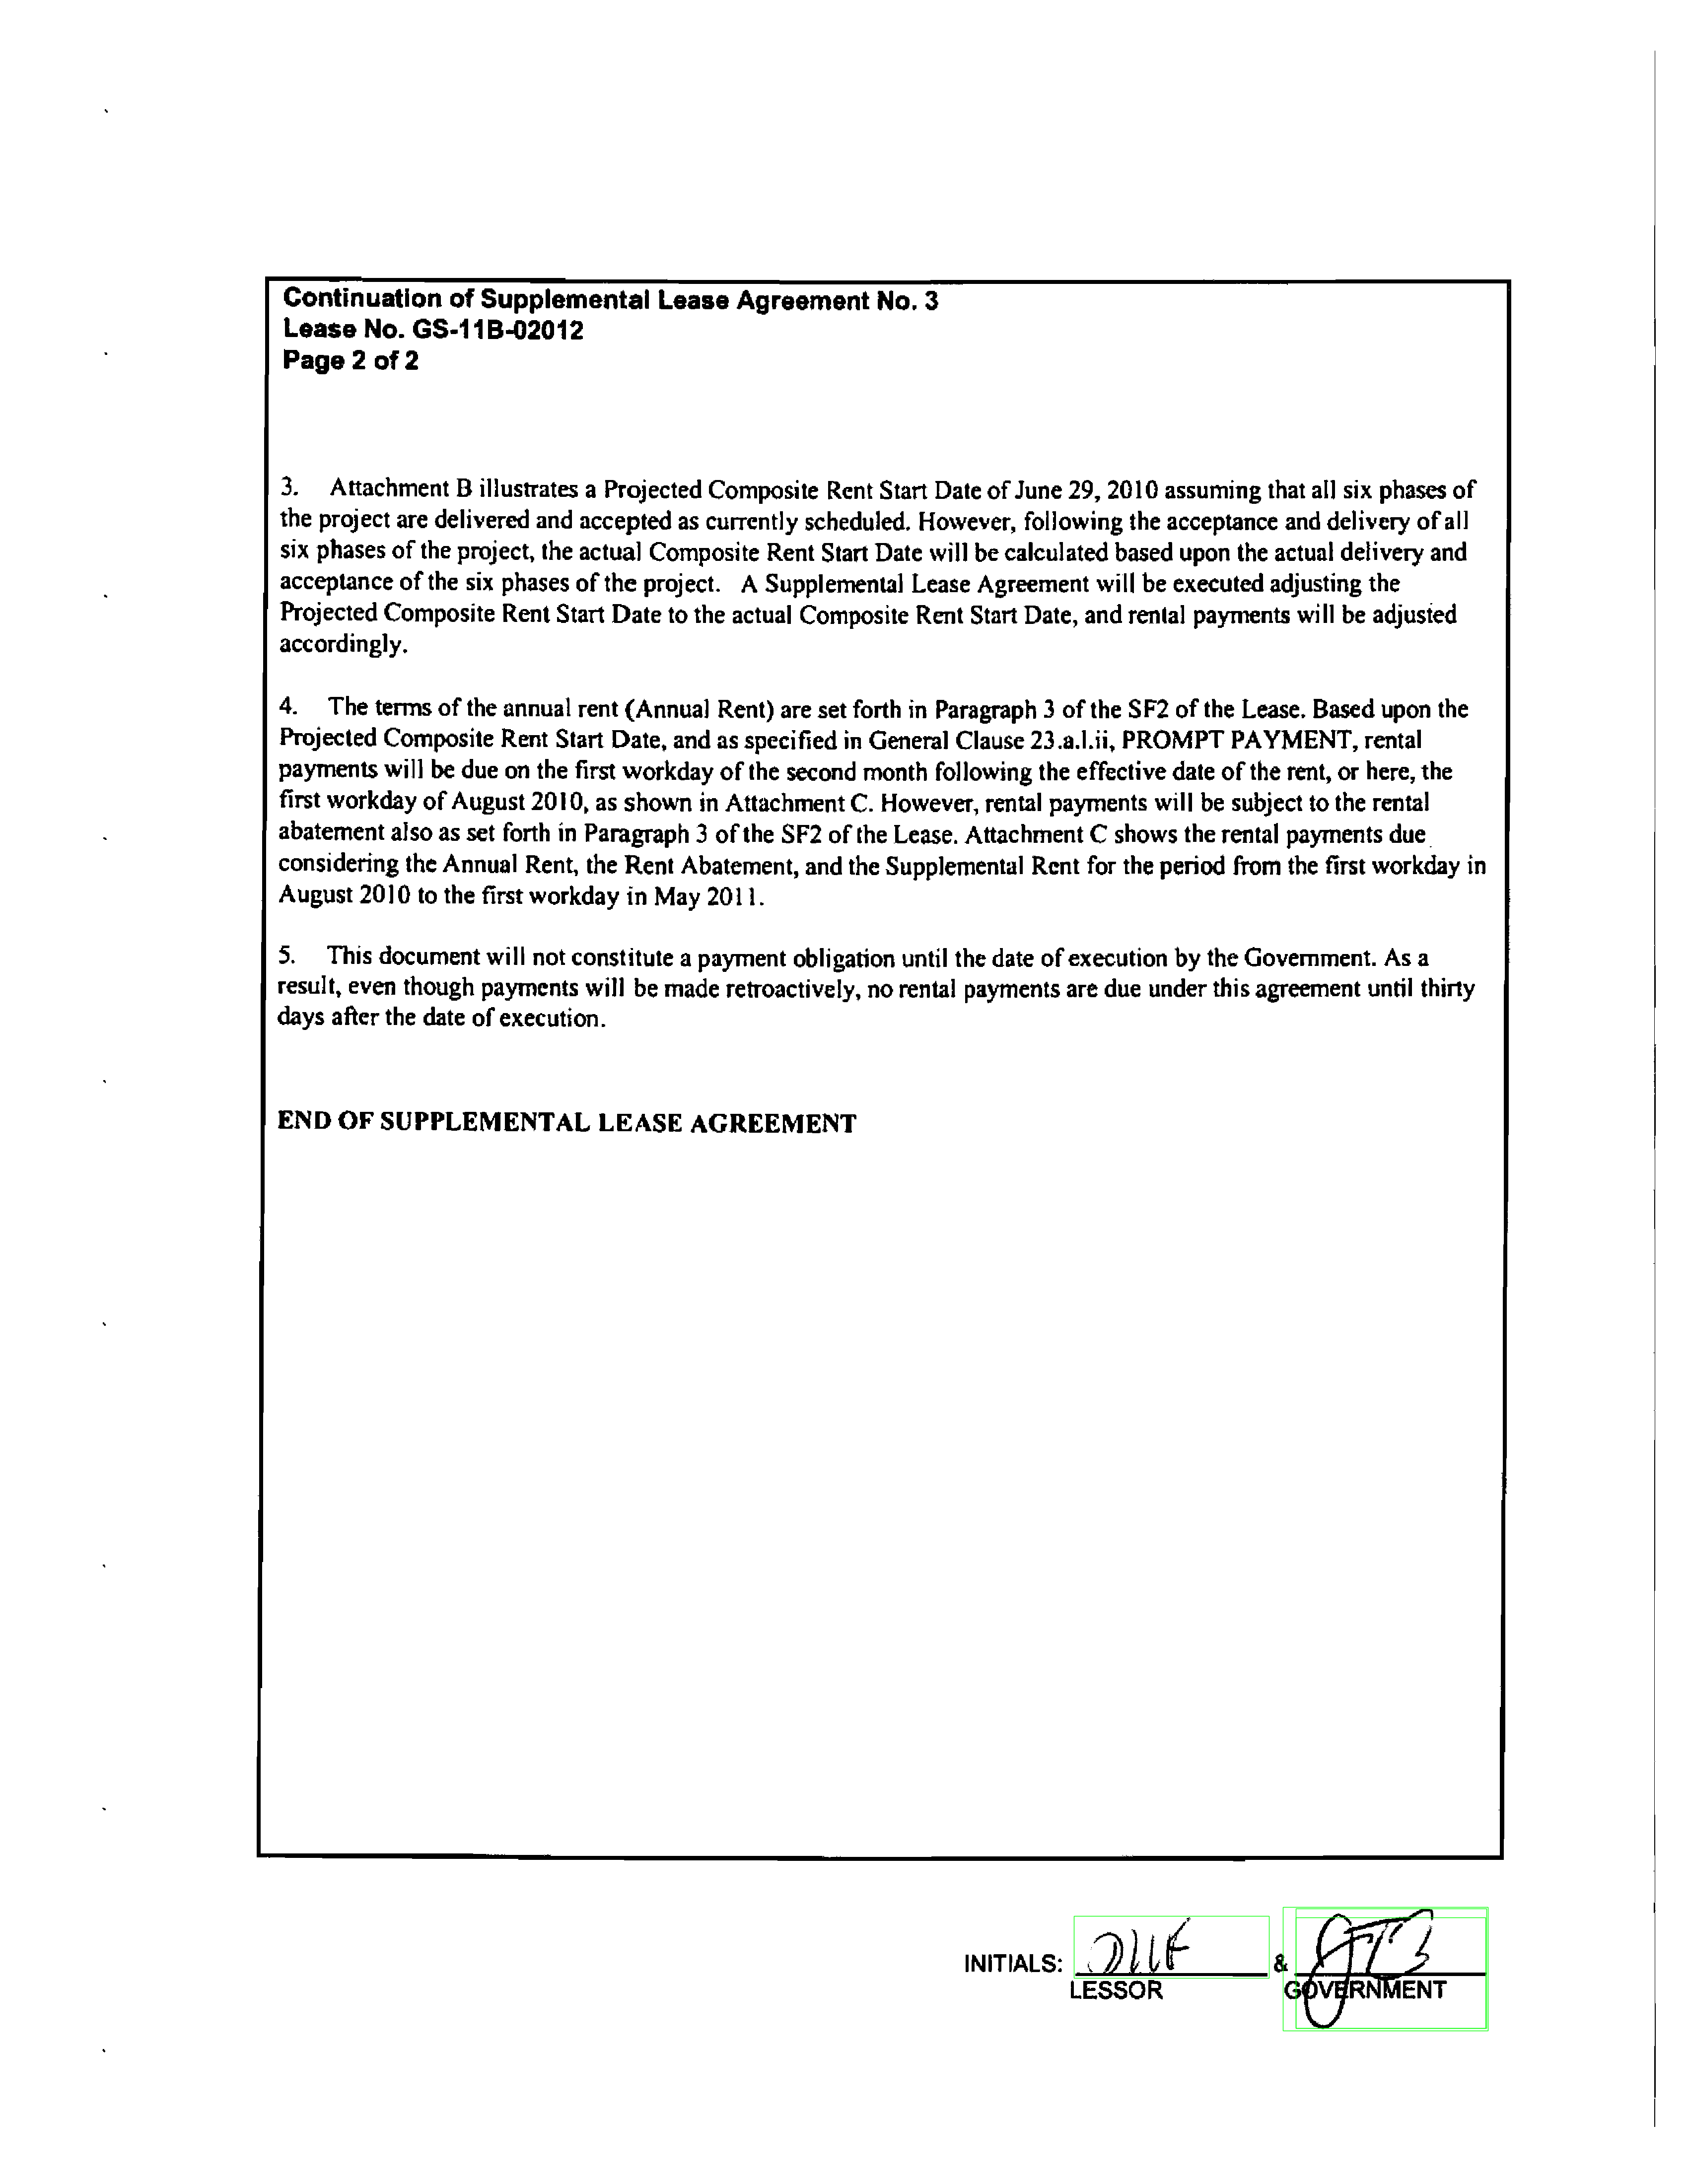 Continuation of Supplemental Lease Agreement No. 3
Lease No. GS-11B-02012
Page 2 of 2
3. Attachment B illustrates a Projected Composite Rent Start Date of June 29, 2010 assuming that all six phases of
the project are delivered and accepted as currently scheduled. However, following the acceptance and delivery of all
six phases of the project, the actual Composite Rent Start Date will be calculated based upon the actual delivery and
acceptance of the six phases of the project. A Supplemental Lease Agreement will be executed adjusting the
Projected Composite Rent Start Date to the actual Composite Rent Start Date, and rental payments will be adjusted
accordingly.
4. The terms of the annual rent (Annual Rent) are set forth in Paragraph 3 of the SF2 of the Lease. Based upon the
Projected Composite Rent Start Date, and as specified in General Clause 23.a.1.ii, PROMPT PAYMENT, rental
payments will be due on the first workday of the second month following the effective date of the rent, or here, the
first workday of August 2010, as shown in Attachment C. However, rental payments will be subject to the rental
abatement also as set forth in Paragraph 3 of the SF2 of the Lease. Attachment C shows the rental payments due
considering the Annual Rent, the Rent Abatement, and the Supplemental Rent for the period from the first workday in
August 2010 to the first workday in May 2011.
5. This document will not constitute a payment obligation until the date of execution by the Government. As a
result, even though payments will be made retroactively, no rental payments are due under this agreement until thirty
days after the date of execution.
END OF SUPPLEMENTAL LEASE AGREEMENT
INITIALS: &
LESSOR GOVERNMENT